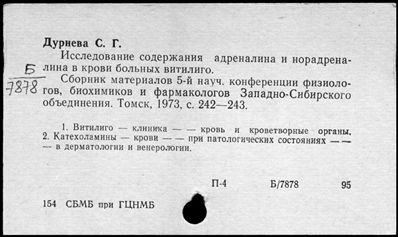 Дурнева С. Г.
Исследование содержания адреналина и норадрена-
лина в крови больных витилиго.
Б
7878
Сборник материалов 5-й науч. конференции физиоло-
гов, биохимиков и фармакологов Западно-Сибирского
объединения. Томск, 1973, с. 242—243.
1. Витилиго — клиника — — кровь и кроветворные органы,
2. Катехоламины — крови — — при патологических состояниях — —
— в дерматологии и венерологии.
П-4 Б/7878 95
154 СБМБ при ГЦНМБ